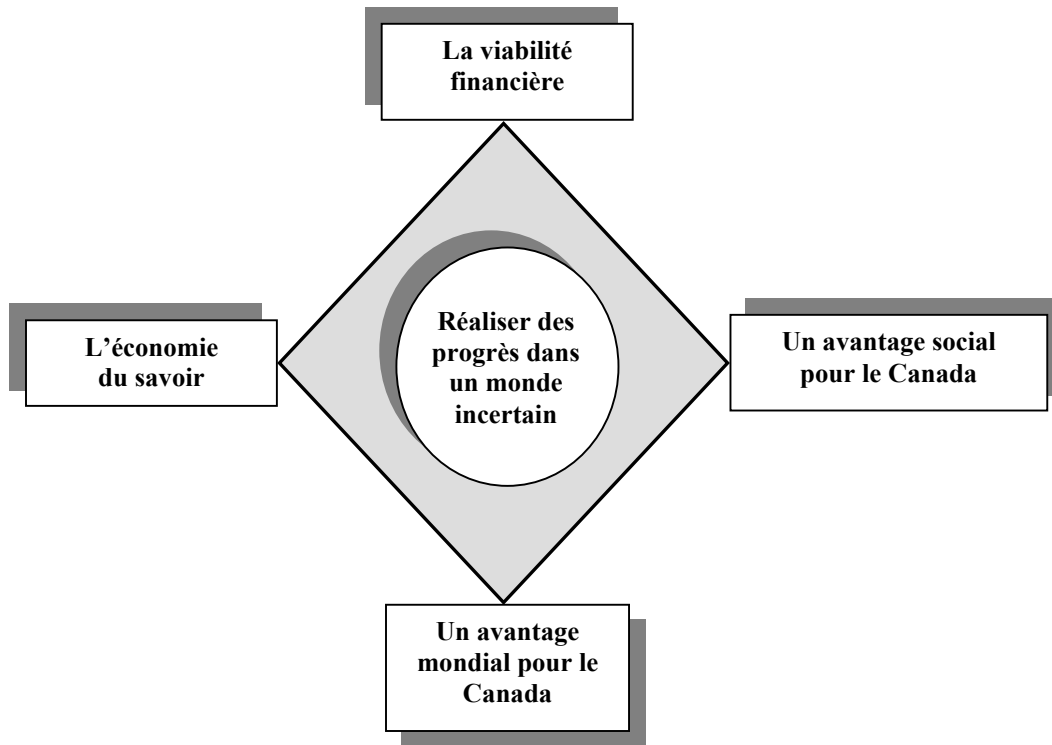 La viabilité
financière
L’économie
du savoir
Réaliser des
progrès dans
un monde
incertain
Un avantage social
pour le Canada
Un avantage
mondial pour le
Canada